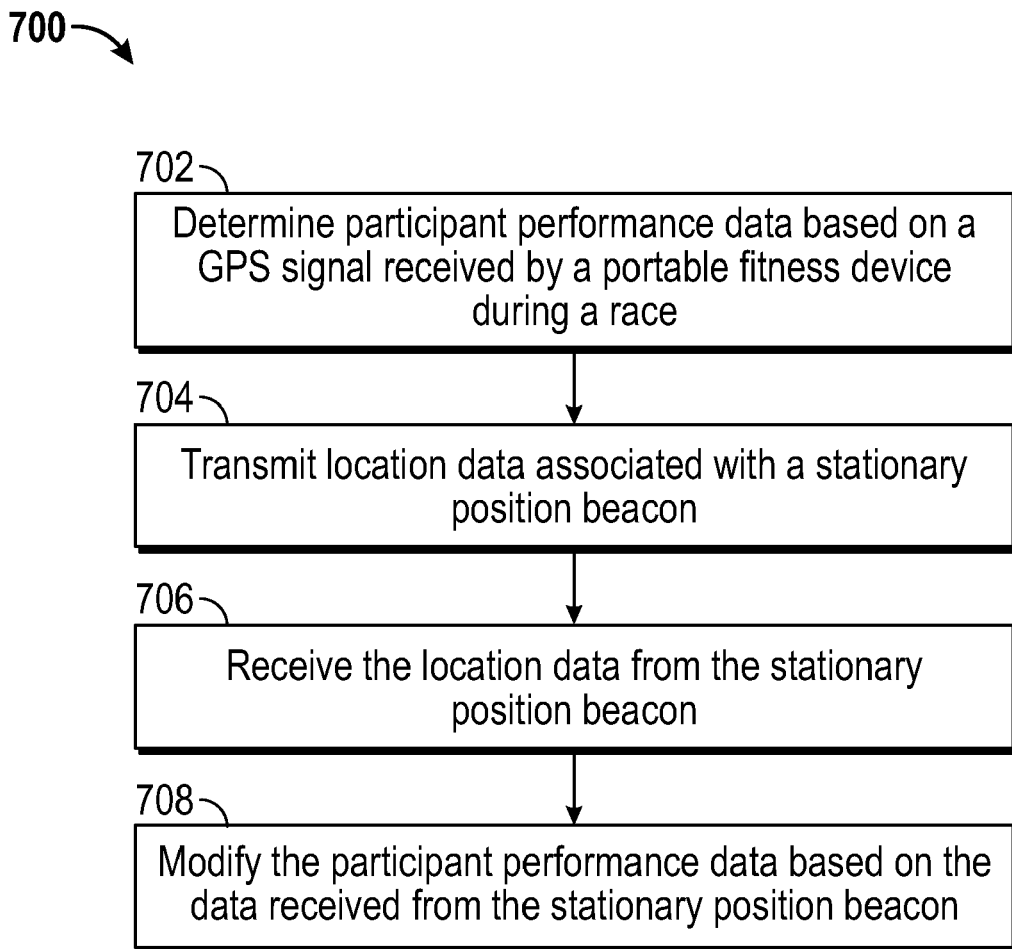 700
702
Determine participant performance data based on a
GPS signal received by a portable fitness device
during a race
704
Transmit location data associated with a stationary
position beacon
706
Receive the location data from the stationary
position beacon
708
Modify the participant performance data based on the
data received from the stationary position beacon